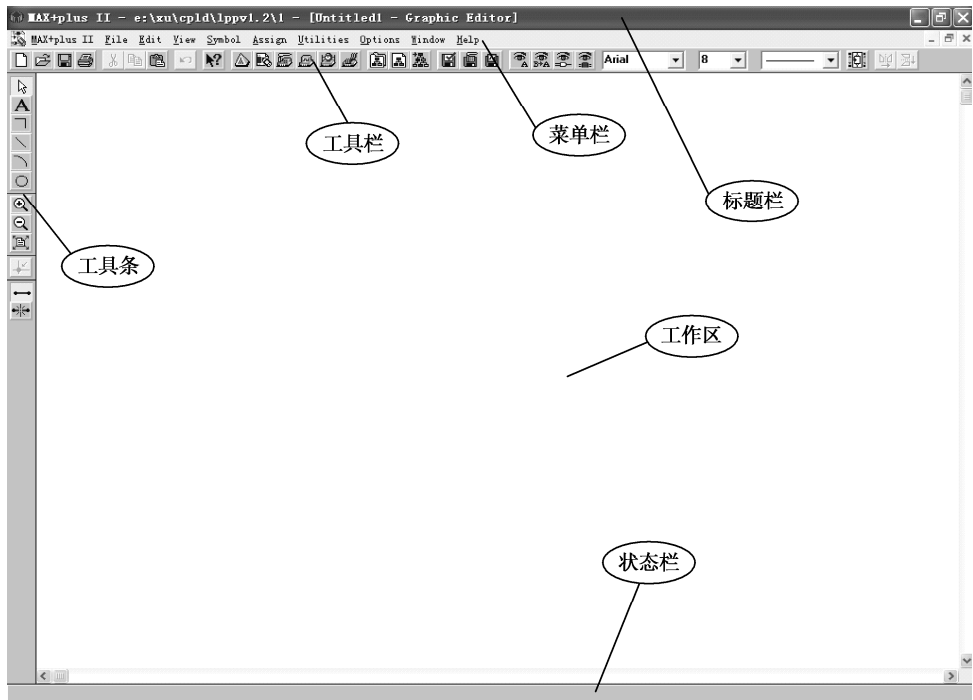 MAX+plus II - e:\xu\cpld\lppv1.2\1 - [Untitled1 - Graphic Editor]
MAX+plus II File Edit View Symbol Assign Utilities Options Window Help
Arial 8
A
工具栏
菜单栏
标题栏
工具条
工作区
状态栏